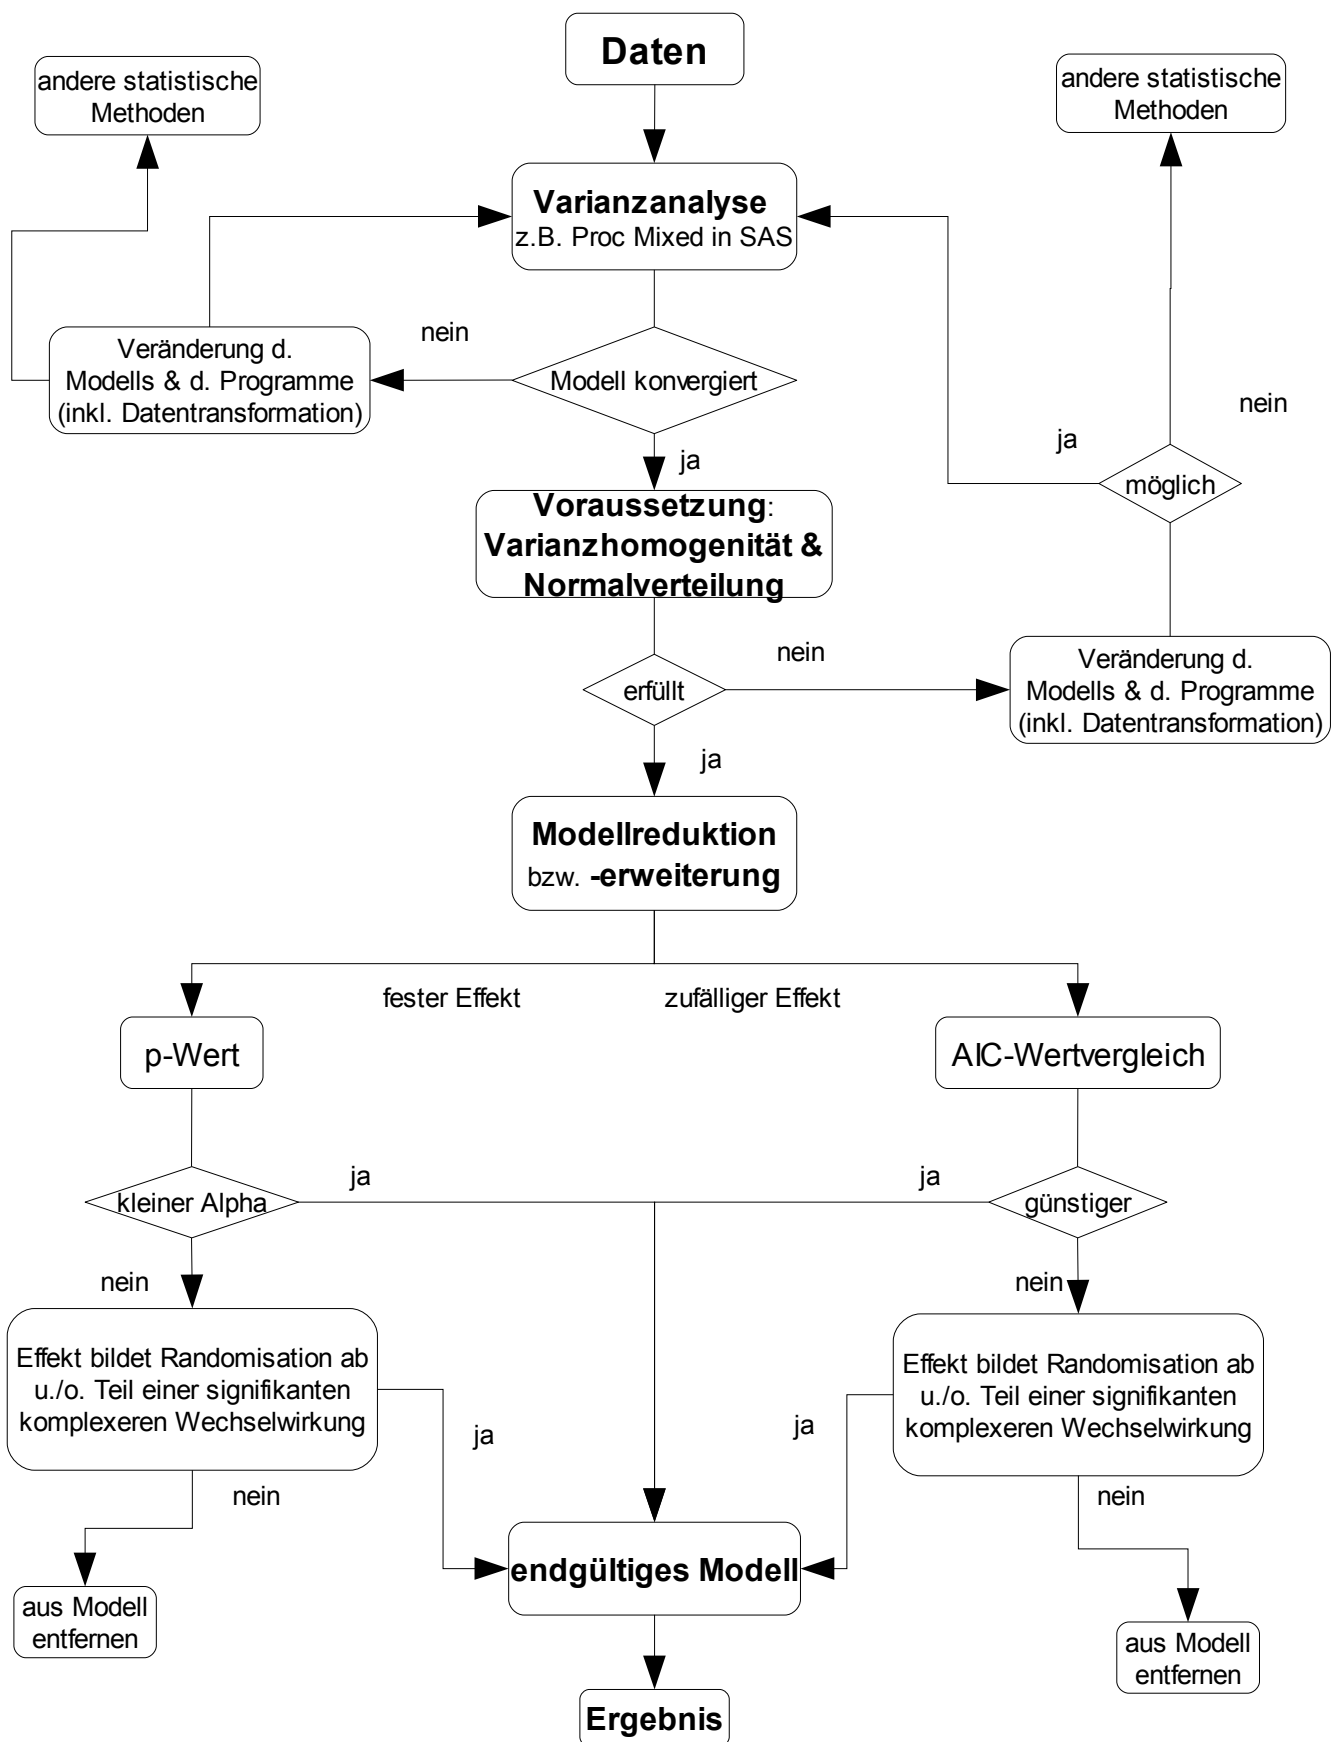 Daten
andere statistische
Methoden
andere statistische
Methoden
Varianzanalyse
z.B. Proc Mixed in SAS
nein
Veränderung d.
Modells & d. Programme
(inkl. Datentransformation)
Modell konvergiert
nein
ja
möglich
ja
Voraussetzung:
Varianzhomogenität &
Normalverteilung
nein
erfüllt
Veränderung d.
Modells & d. Programme
(inkl. Datentransformation)
ja
Modellreduktion
bzw. -erweiterung
fester Effekt
zufälliger Effekt
p-Wert
AIC-Wertvergleich
kleiner Alpha
ja
ja
günstiger
nein
nein
Effekt bildet Randomisation ab
u./o. Teil einer signifikanten
komplexeren Wechselwirkung
Effekt bildet Randomisation ab
u./o. Teil einer signifikanten
komplexeren Wechselwirkung
ja
ja
nein
nein
endgültiges Modell
aus Modell
entfernen
aus Modell
entfernen
Ergebnis